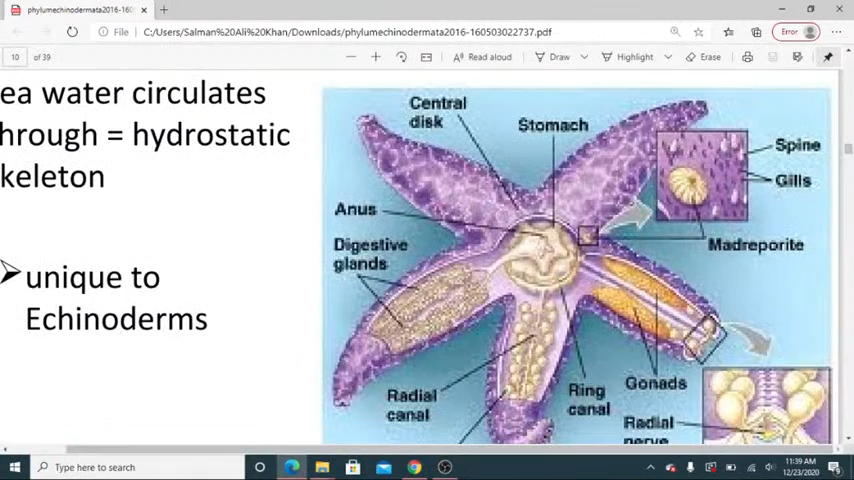 phylumechinodermata2016-160
File
C:/Users/Salman%20Ali%20Khan/Downloads/phylumechinodermata2016-160503022737.pdf
Error
10 of 39
Read aloud
Draw
Highlight
Erase
ea water circulates
hrough = hydrostatic
keleton
unique to
Echinoderms
Central
disk
Stomach
Spine
Gills
Anus
Madreporite
Digestive
glands
Radial
canal
Ring
canal
Gonads
Radial
nerve
Type here to search
11:39 AM
12/23/2020